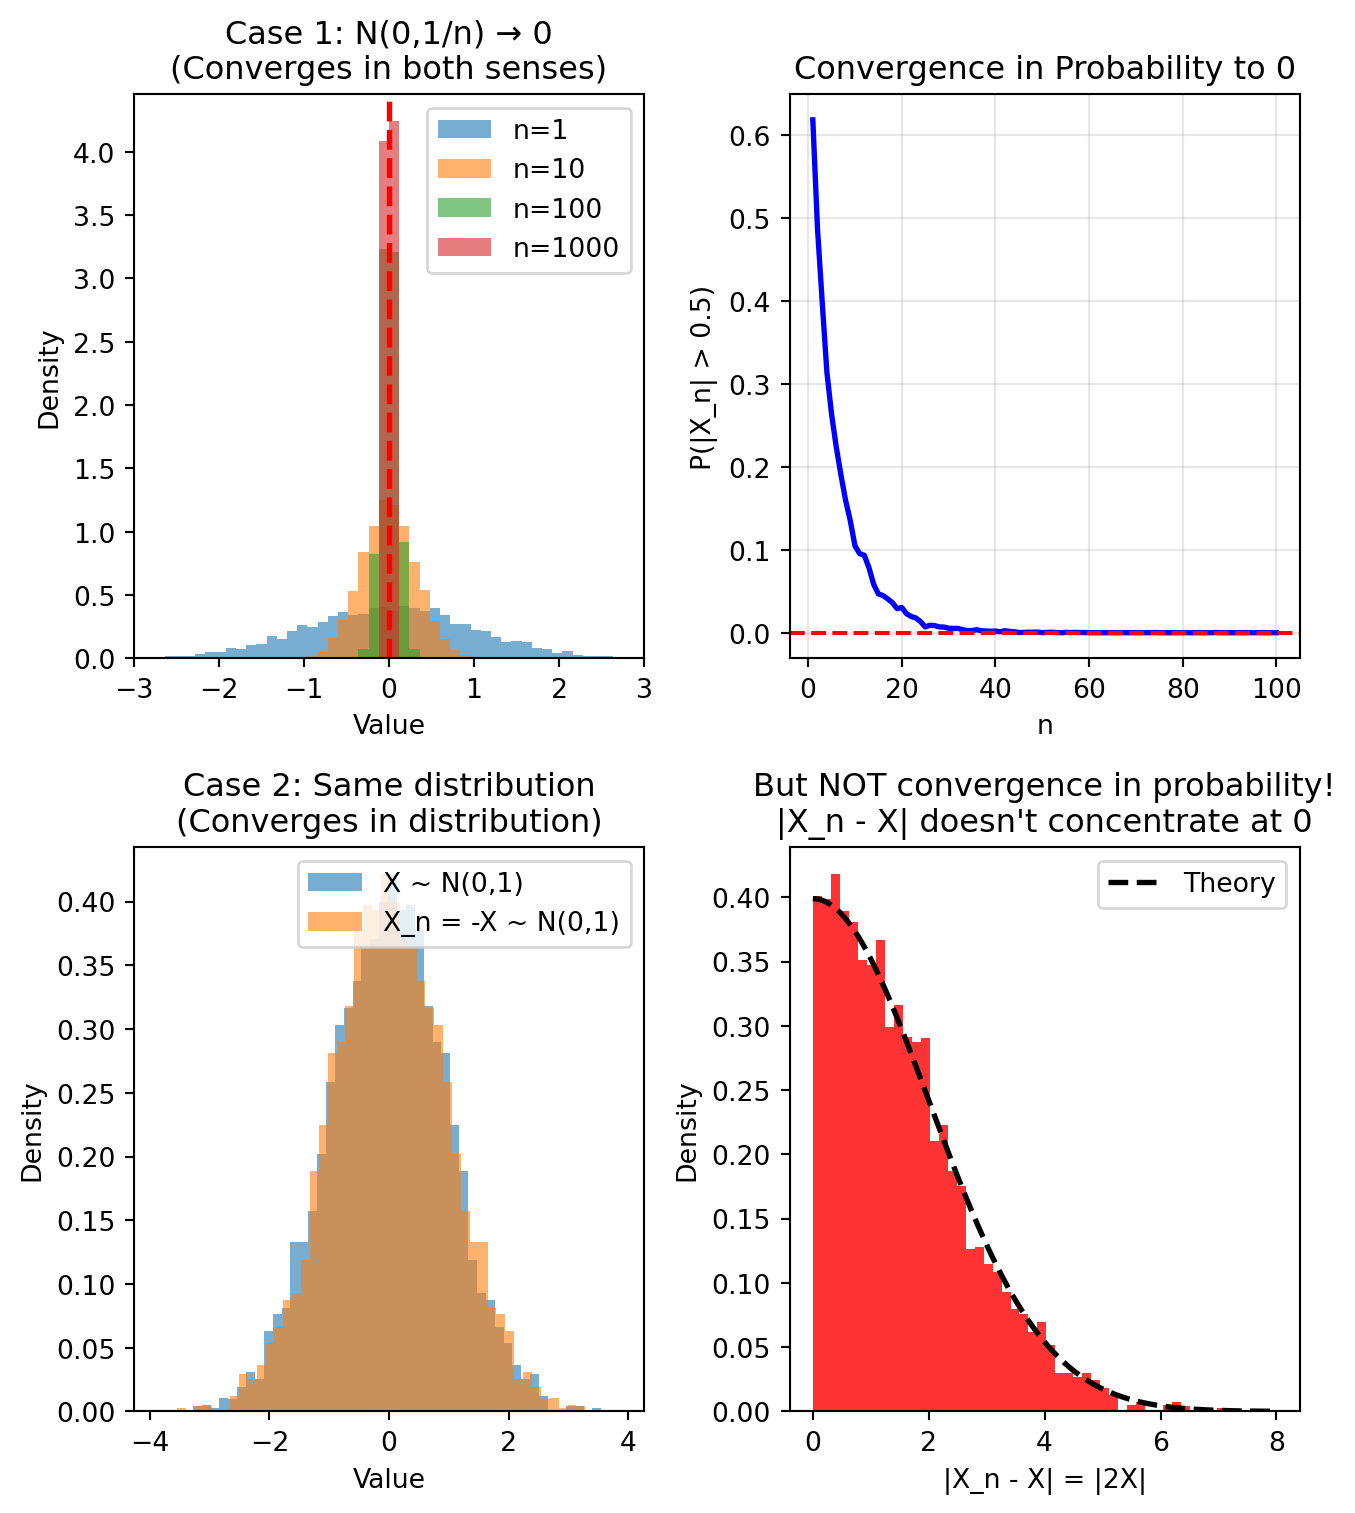 Case 1: N(0,1/n) → 0
(Converges in both senses)
n=1
n=10
n=100
n=1000
Density
4.0
3.5
3.0
2.5
2.0
1.5
1.0
0.5
0.0
−3
−2
−1
0
1
2
3
Value
Convergence in Probability to 0
P(|X_n| > 0.5)
0.6
0.5
0.4
0.3
0.2
0.1
0.0
0
20
40
60
80
100
n
Case 2: Same distribution
(Converges in distribution)
X ~ N(0,1)
X_n = -X ~ N(0,1)
Density
0.40
0.35
0.30
0.25
0.20
0.15
0.10
0.05
0.00
−4
−2
0
2
4
Value
But NOT convergence in probability!
|X_n - X| doesn't concentrate at 0
Theory
Density
0.40
0.35
0.30
0.25
0.20
0.15
0.10
0.05
0.00
0
2
4
6
8
|X_n - X| = |2X|